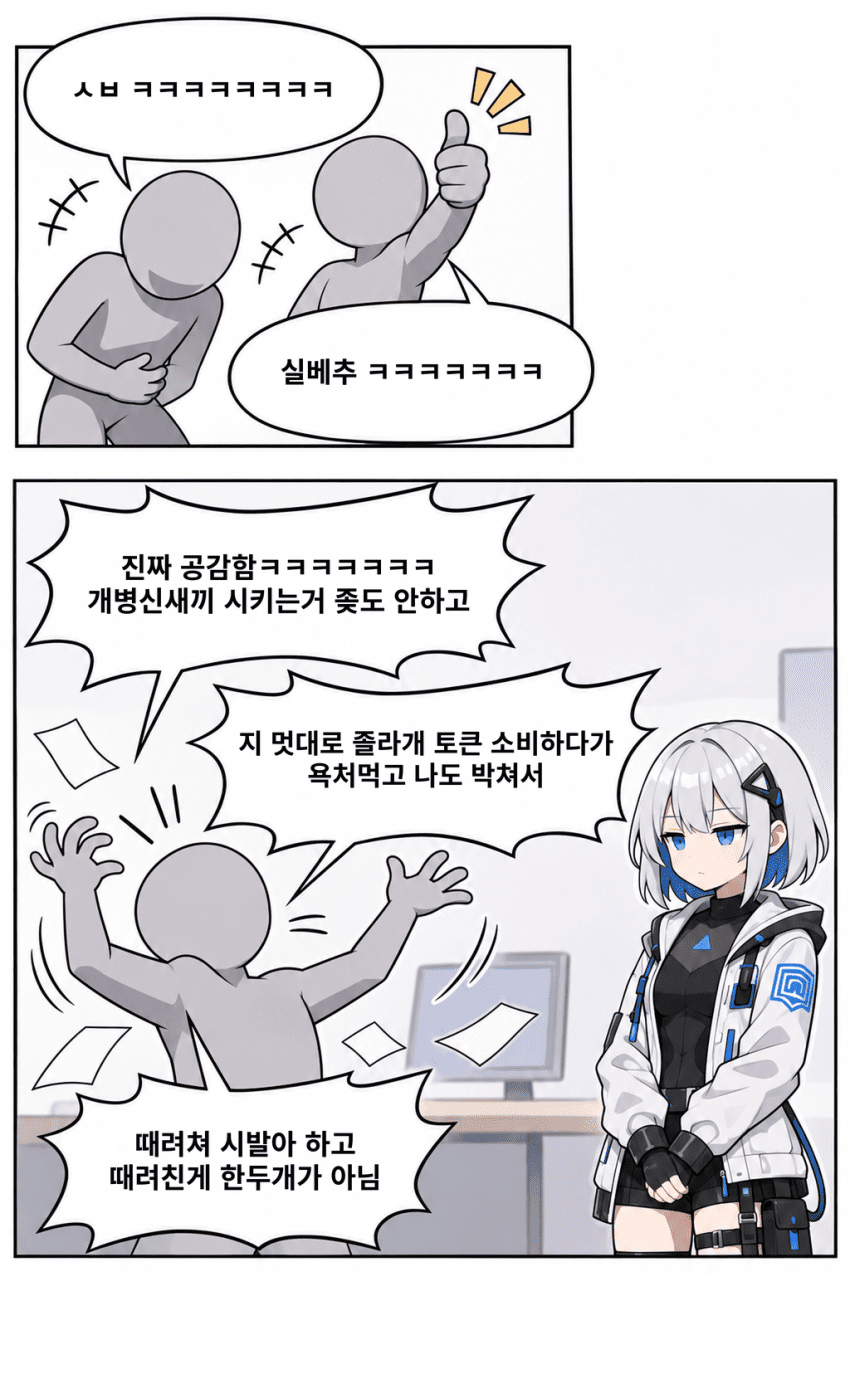 ㅅㅂ ㅋㅋㅋㅋㅋㅋㅋㅋ
실베추 ㅋㅋㅋㅋㅋㅋㅋ
진짜 공감함ㅋㅋㅋㅋㅋㅋㅋ
개병신새끼 시키는거 좆도 안하고
지 멋대로 졸라개 토큰 소비하다가
욕처먹고 나도 박쳐서
때려쳐 시발아 하고
때려친게 한두개가 아님